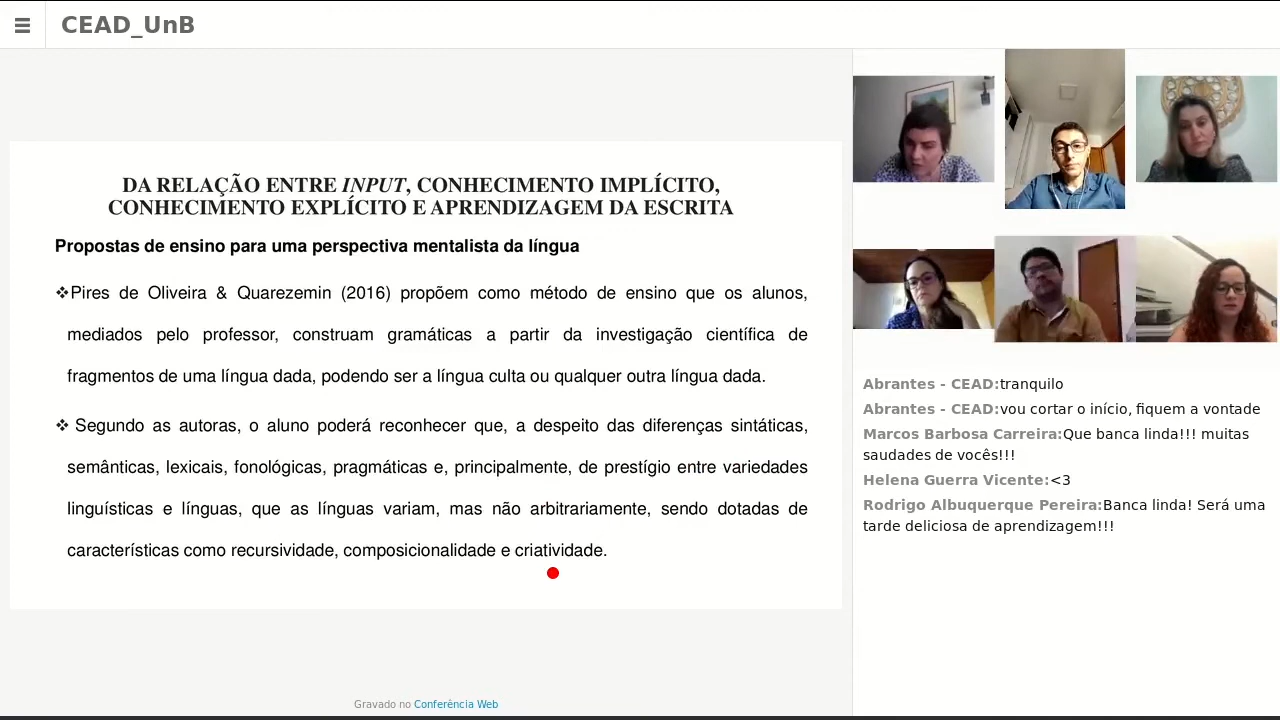 ☰ CEAD_UnB
DA RELAÇÃO ENTRE INPUT, CONHECIMENTO IMPLÍCITO,
CONHECIMENTO EXPLÍCITO E APRENDIZAGEM DA ESCRITA
Propostas de ensino para uma perspectiva mentalista da língua
❖Pires de Oliveira & Quarezemin (2016) propõem como método de ensino que os alunos,
mediados pelo professor, construam gramáticas a partir da investigação científica de
fragmentos de uma língua dada, podendo ser a língua culta ou qualquer outra língua dada.
❖ Segundo as autoras, o aluno poderá reconhecer que, a despeito das diferenças sintáticas,
semânticas, lexicais, fonológicas, pragmáticas e, principalmente, de prestígio entre variedades
linguísticas e línguas, que as línguas variam, mas não arbitrariamente, sendo dotadas de
características como recursividade, composicionalidade e criatividade.
Gravado no Conferência Web
Abrantes - CEAD:tranquilo
Abrantes - CEAD:vou cortar o início, fiquem a vontade
Marcos Barbosa Carreira:Que banca linda!!! muitas
saudades de vocês!!!
Helena Guerra Vicente:<3
Rodrigo Albuquerque Pereira:Banca linda! Será uma
tarde deliciosa de aprendizagem!!!